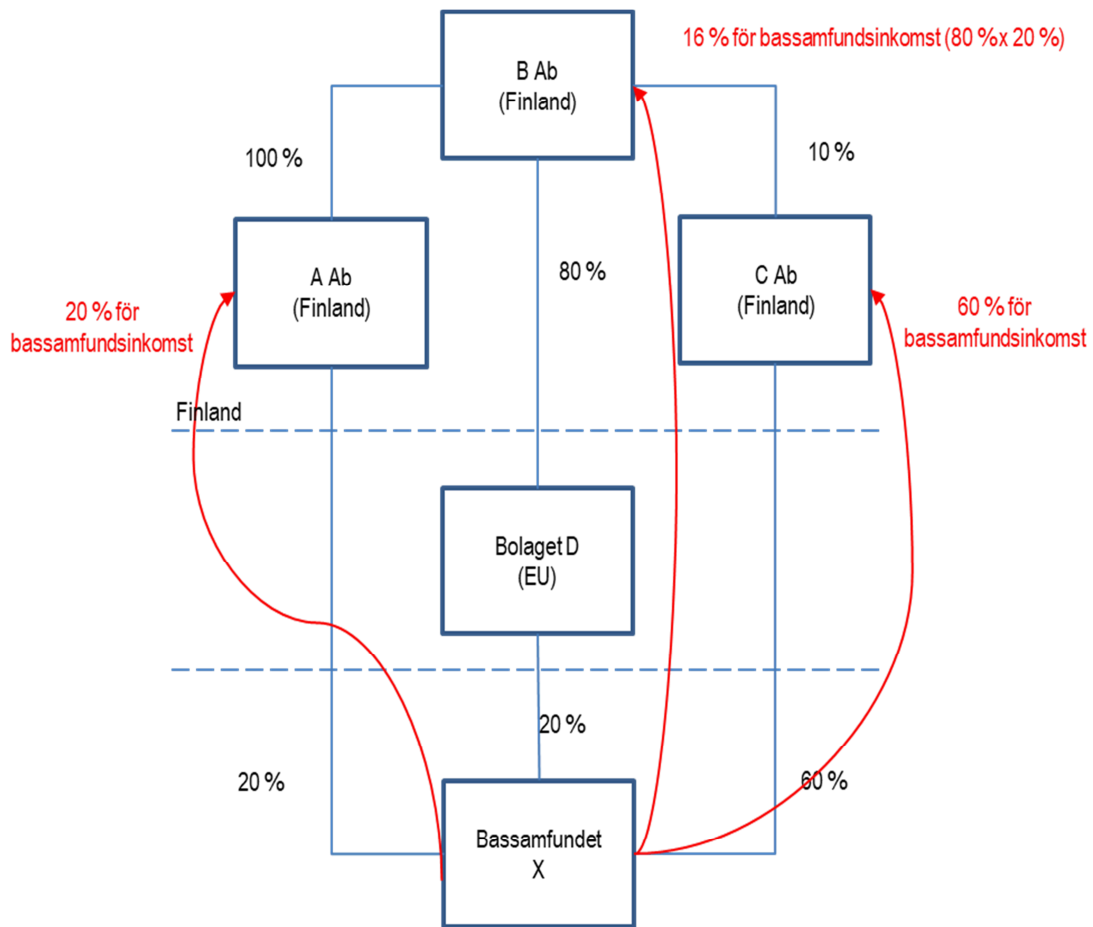 16 % för bassamfundsinkomst (80 %x 20 %)
B Ab
(Finland)
100 %
10 %
A Ab
(Finland)
80 %
C Ab
(Finland)
20 % för
bassamfundsinkomst
60 % för
bassamfundsinkomst
Finland
Bolaget D
(EU)
20 %
20 %
60 %
Bassamfundet
X